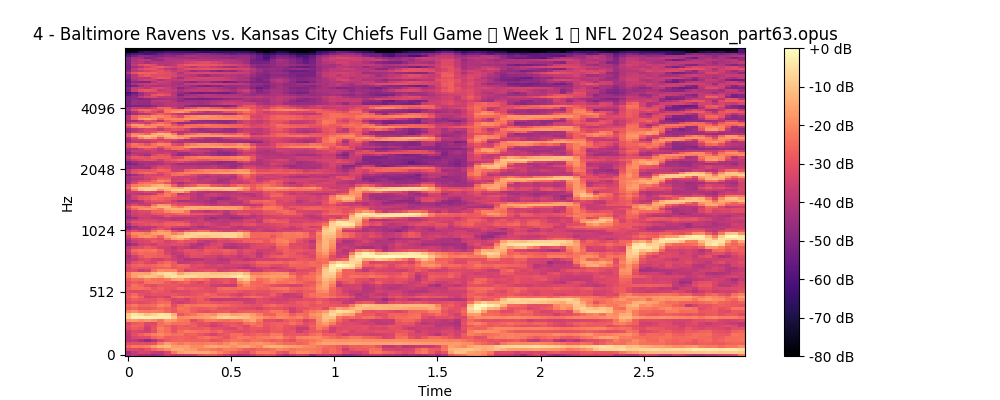 4 - Baltimore Ravens vs. Kansas City Chiefs Full Game ▯ Week 1 ▯ NFL 2024 Season_part63.opus
+0 dB
-10 dB
-20 dB
-30 dB
-40 dB
-50 dB
-60 dB
-70 dB
-80 dB
Hz
4096
2048
1024
512
0
0
0.5
1
1.5
2
2.5
Time